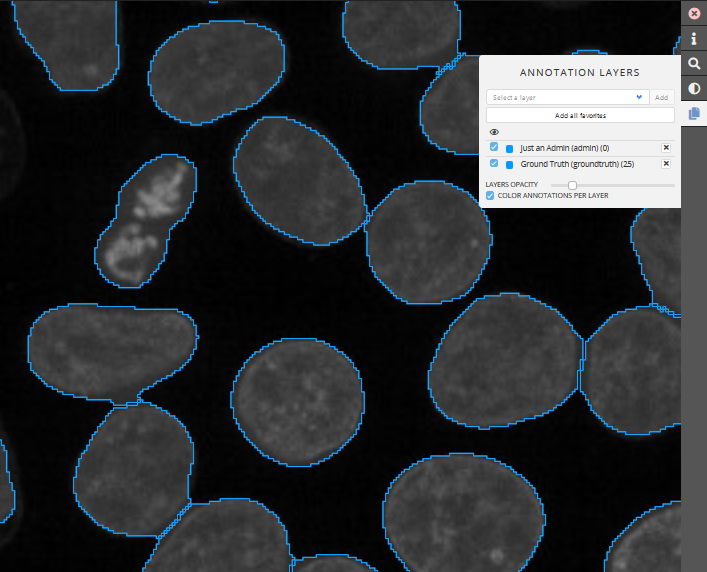 ANNOTATION LAYERS
Select a layer
Add
Add all favorites
Just an Admin (admin) (0)
Ground Truth (groundtruth) (25)
LAYERS OPACITY
COLOR ANNOTATIONS PER LAYER